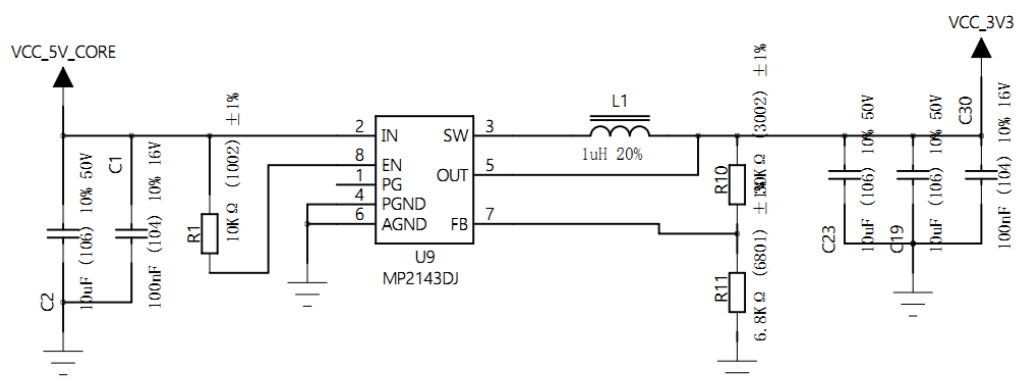 VCC_5V_CORE
VCC_3V3
C2
10uF (106) 10% 50V
C1
100nF (104) 10% 16V
R1
10KΩ (1002) ±1%
2
IN
8
EN
1
PG
4
PGND
6
AGND
SW
3
OUT
5
FB
7
U9
MP2143DJ
L1
1uH 20%
R10
30KΩ (3002) ±1%
R11
6.8KΩ (6801) ±1%
C23
10uF (106) 10% 50V
C19
10uF (106) 10% 50V
C30
100nF (104) 10% 16V